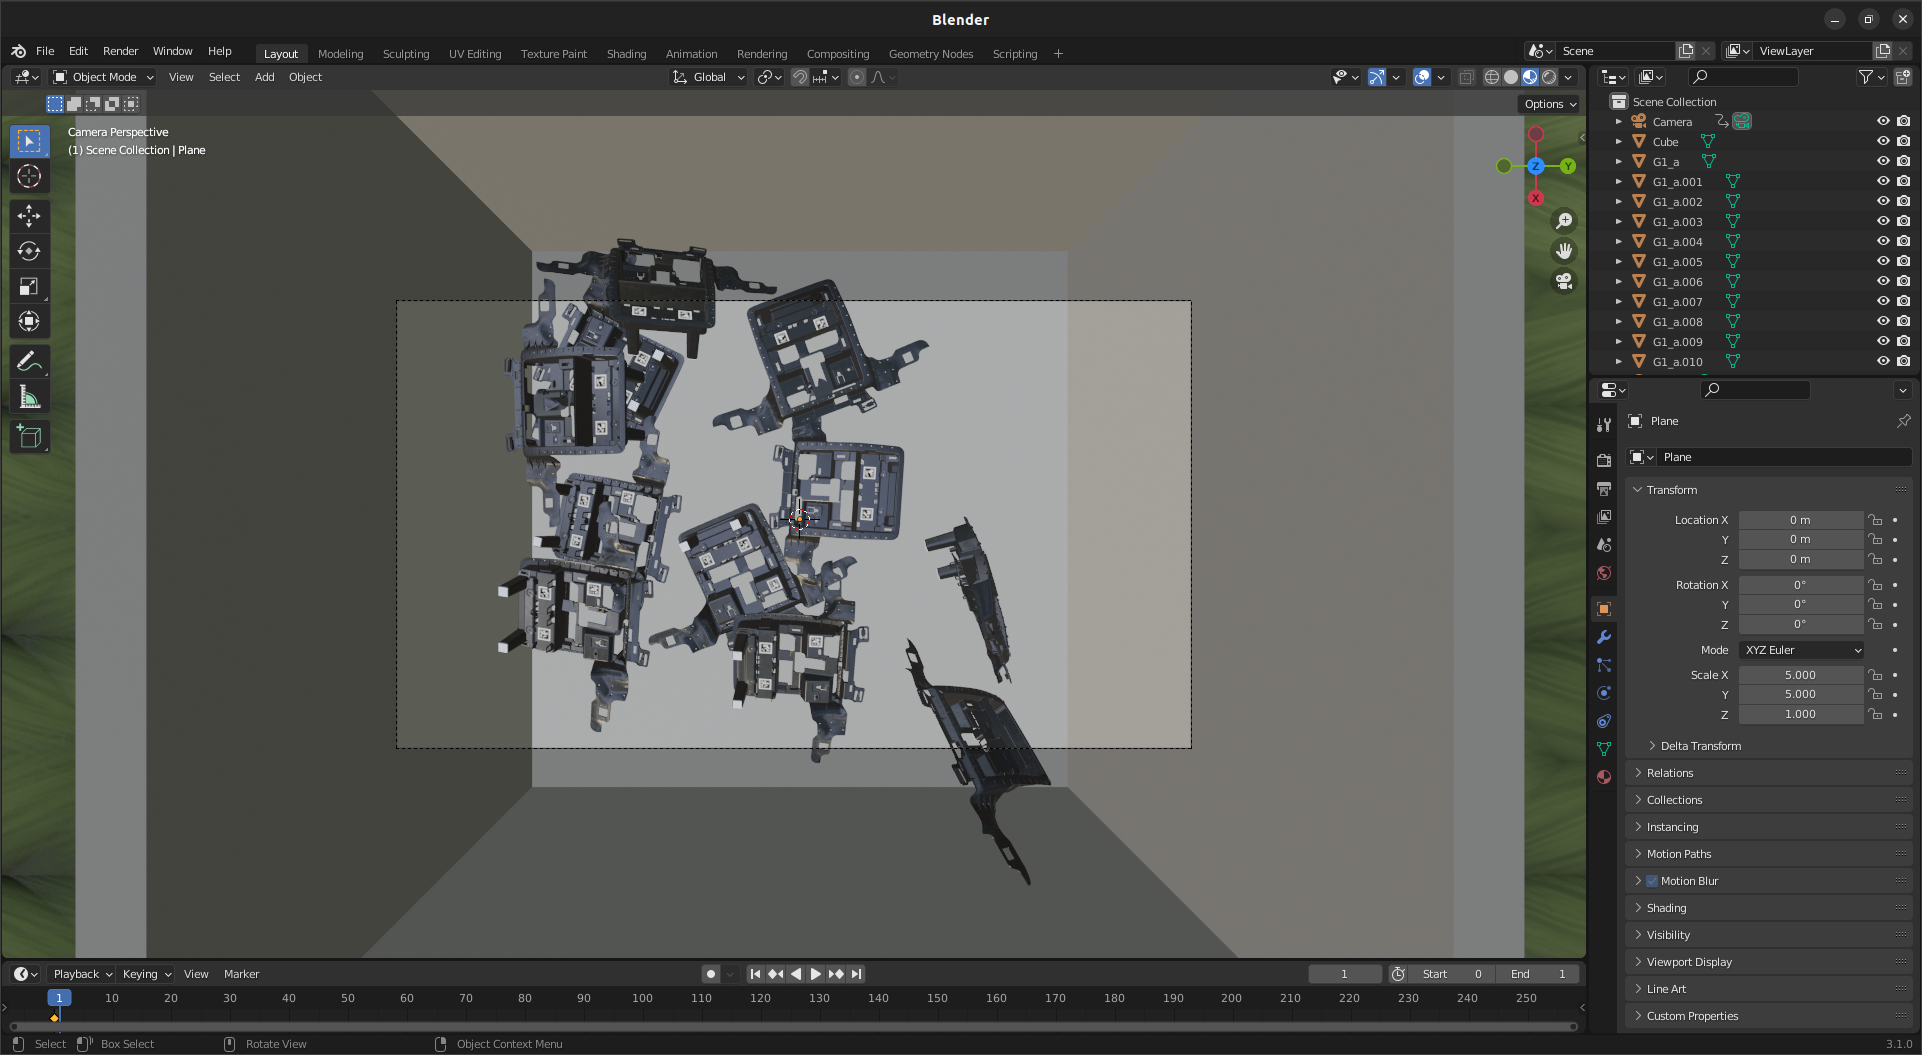 Blender
File Edit Render Window Help Layout Modeling Sculpting UV Editing Texture Paint Shading Animation Rendering Compositing Geometry Nodes Scripting + Scene ViewLayer
Object Mode View Select Add Object Global
Options
Camera Perspective
(1) Scene Collection | Plane
Z Y X
Scene Collection
Camera
Cube
G1_a
G1_a.001
G1_a.002
G1_a.003
G1_a.004
G1_a.005
G1_a.006
G1_a.007
G1_a.008
G1_a.009
G1_a.010
Plane
Plane
Transform
Location X 0 m
Y 0 m
Z 0 m
Rotation X 0°
Y 0°
Z 0°
Mode XYZ Euler
Scale X 5.000
Y 5.000
Z 1.000
Delta Transform
Relations
Collections
Instancing
Motion Paths
Motion Blur
Shading
Visibility
Viewport Display
Line Art
Custom Properties
Playback Keying View Marker 1 Start 0 End 1
1 10 20 30 40 50 60 70 80 90 100 110 120 130 140 150 160 170 180 190 200 210 220 230 240 250
Select Box Select Rotate View Object Context Menu 3.1.0